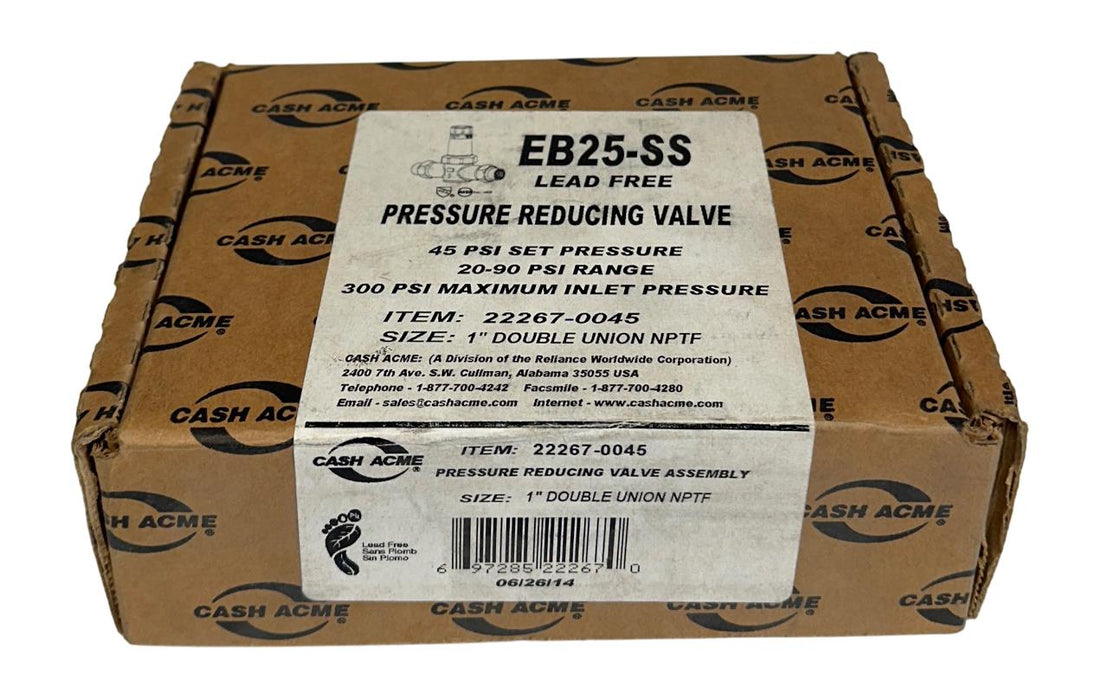 CASH ACME
CASH ACME
CASH ACME
EB25-SS
LEAD FREE
PRESSURE REDUCING VALVE
45 PSI SET PRESSURE
20-90 PSI RANGE
300 PSI MAXIMUM INLET PRESSURE
ITEM: 22267-0045
SIZE: 1" DOUBLE UNION NPTF
CASH ACME: (A Division of the Reliance Worldwide Corporation)
2400 7th Ave. S.W. Cullman, Alabama 35055 USA
Telephone - 1-877-700-4242 Facsmile - 1-877-700-4280
Email - sales@cashacme.com Internet - www.cashacme.com
CASH ACME®
ITEM: 22267-0045
PRESSURE REDUCING VALVE ASSEMBLY
SIZE: 1" DOUBLE UNION NPTF
Lead Free
Sans Plomb
Sin Plomo
6 97285 22267 0
06/26/14
CASH ACME®
CASH ACME
CASH ACME